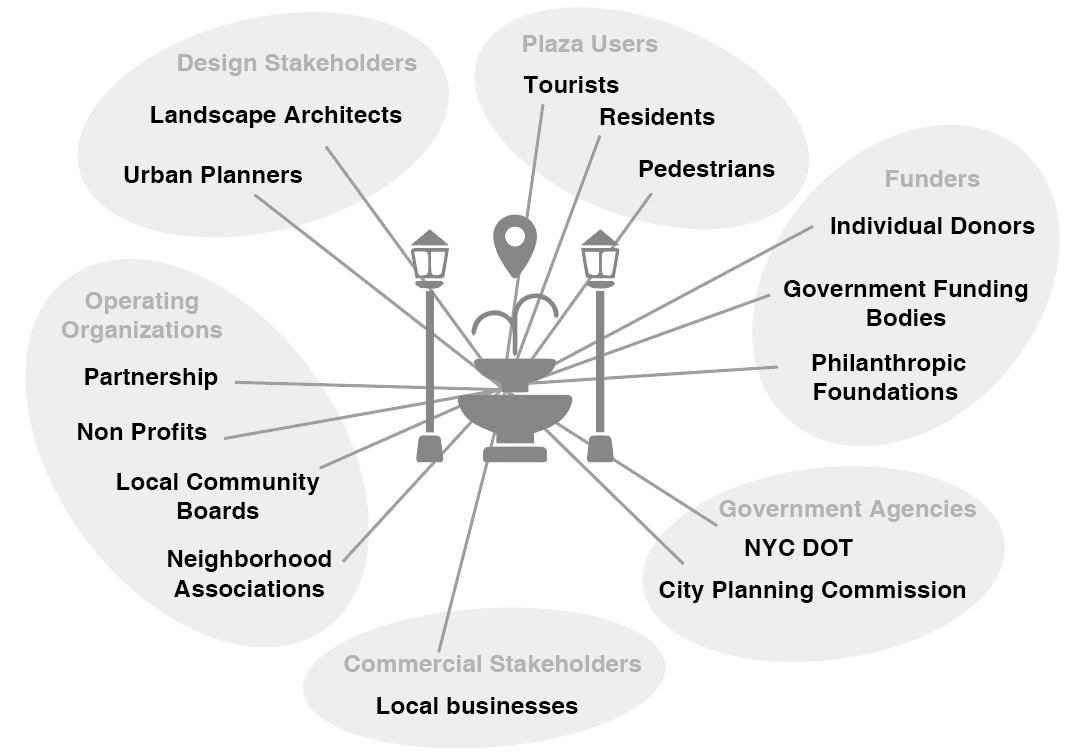 Design Stakeholders
Landscape Architects
Urban Planners
Plaza Users
Tourists
Residents
Pedestrians
Funders
Individual Donors
Government Funding
Bodies
Philanthropic
Foundations
Operating
Organizations
Partnership
Non Profits
Local Community
Boards
Neighborhood
Associations
Government Agencies
NYC DOT
City Planning Commission
Commercial Stakeholders
Local businesses